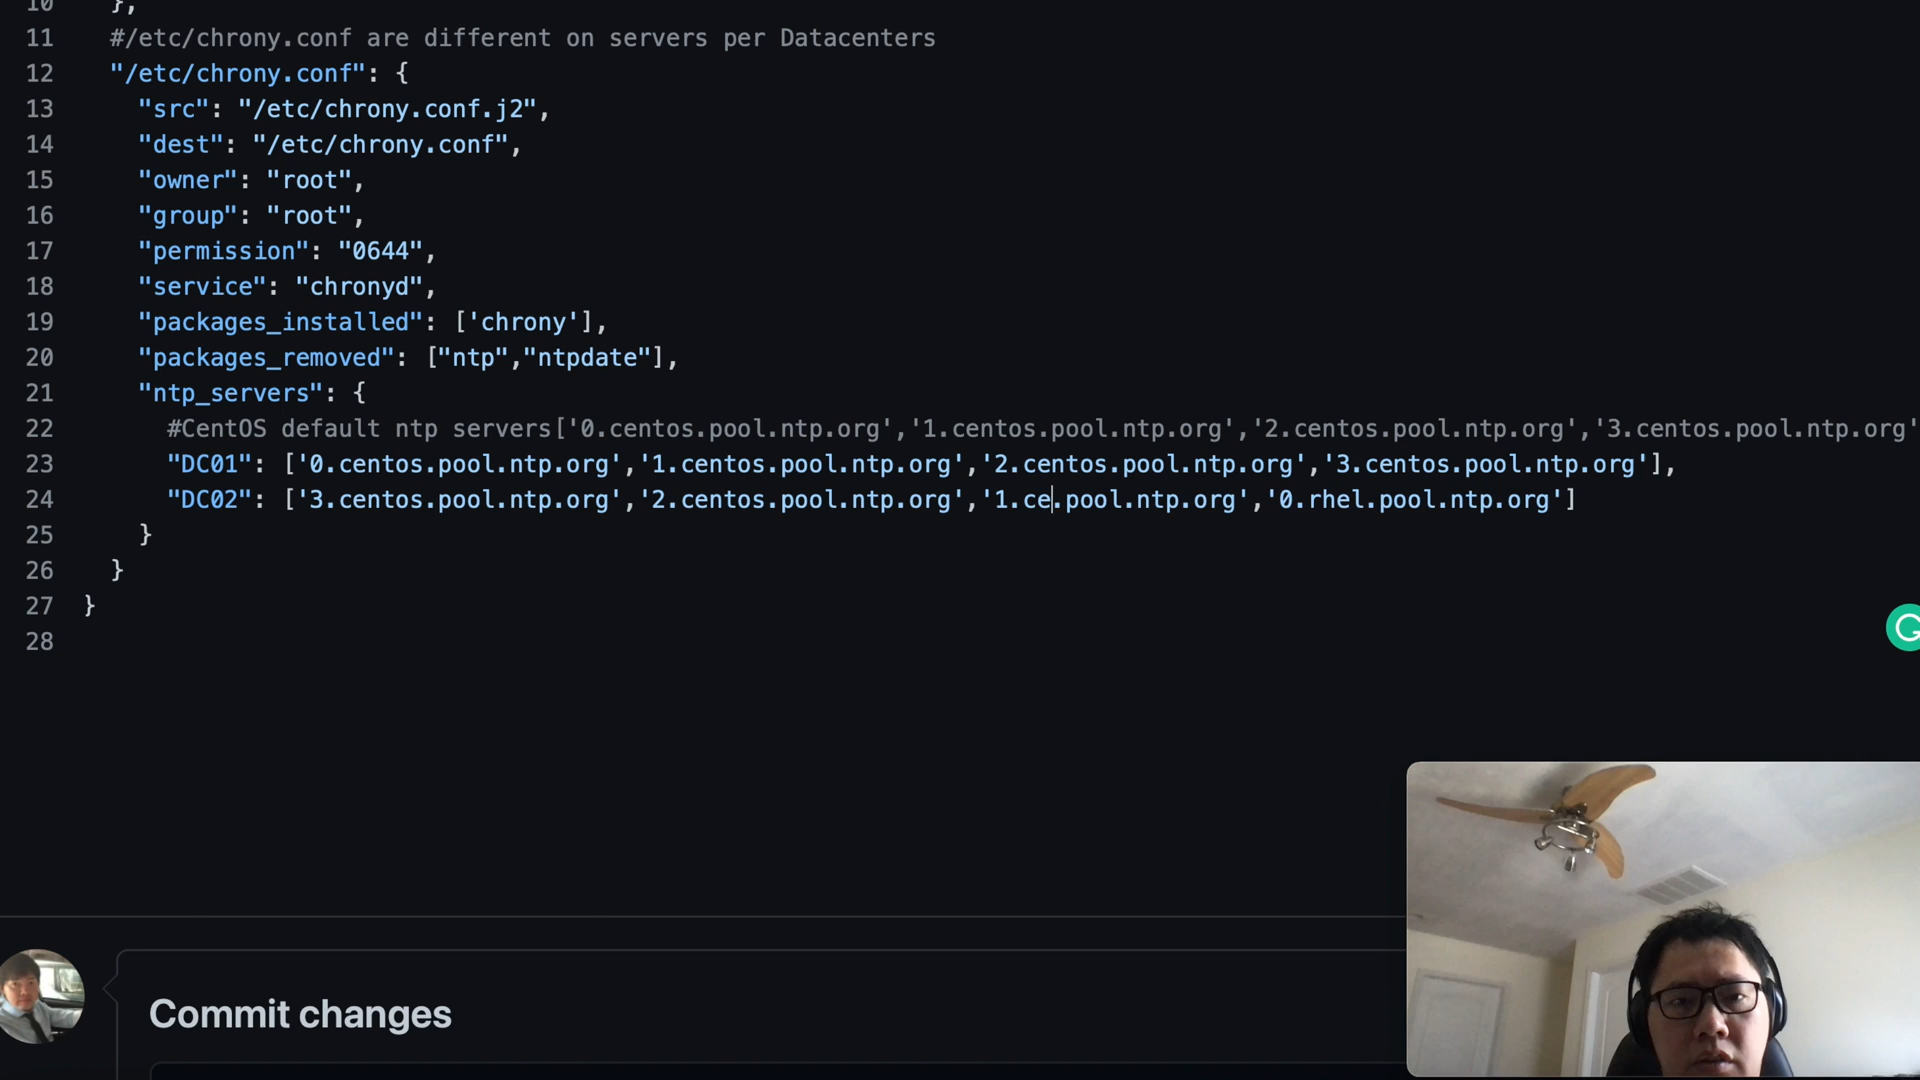 10 },
11 #/etc/chrony.conf are different on servers per Datacenters
12 "/etc/chrony.conf": {
13 "src": "/etc/chrony.conf.j2",
14 "dest": "/etc/chrony.conf",
15 "owner": "root",
16 "group": "root",
17 "permission": "0644",
18 "service": "chronyd",
19 "packages_installed": ['chrony'],
20 "packages_removed": ["ntp","ntpdate"],
21 "ntp_servers": {
22 #CentOS default ntp servers['0.centos.pool.ntp.org','1.centos.pool.ntp.org','2.centos.pool.ntp.org','3.centos.pool.ntp.org'
23 "DC01": ['0.centos.pool.ntp.org','1.centos.pool.ntp.org','2.centos.pool.ntp.org','3.centos.pool.ntp.org'],
24 "DC02": ['3.centos.pool.ntp.org','2.centos.pool.ntp.org','1.ce.pool.ntp.org','0.rhel.pool.ntp.org']
25 }
26 }
27 }
28
Commit changes